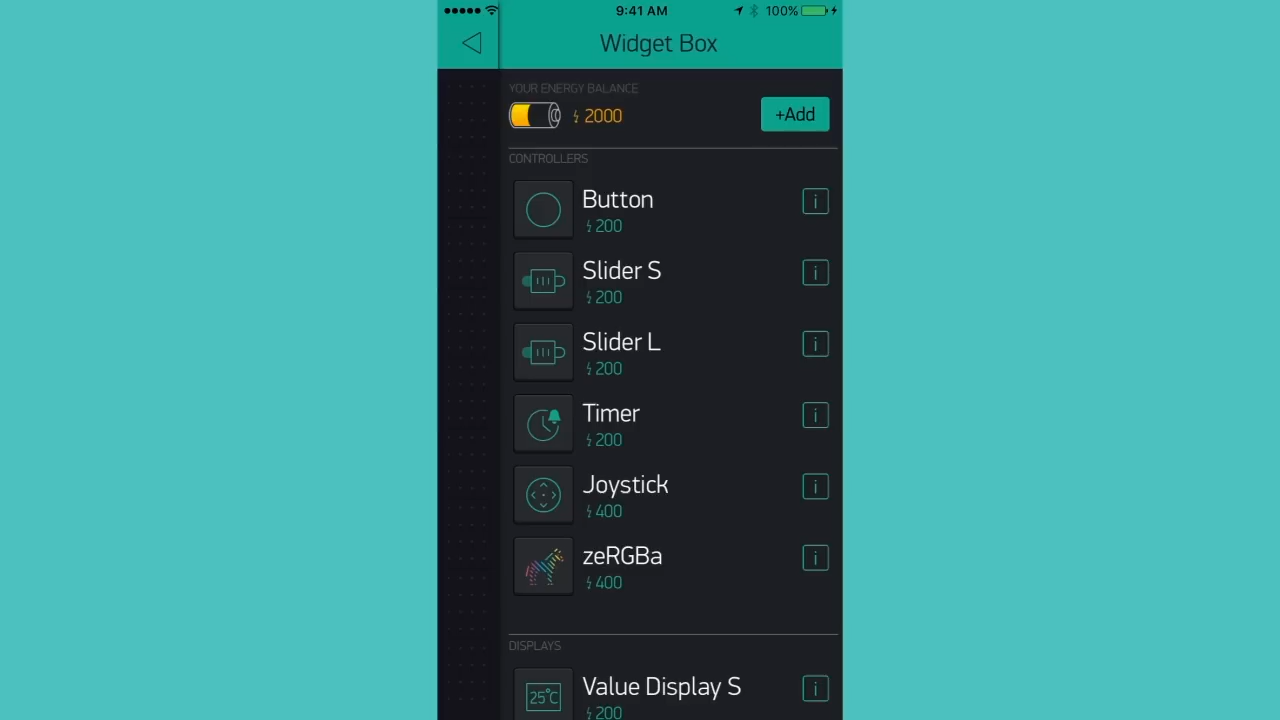 9:41 AM
100%
Widget Box
YOUR ENERGY BALANCE
2000
+Add
CONTROLLERS
Button
200
i
Slider S
200
i
Slider L
200
i
Timer
200
i
Joystick
400
i
zeRGBa
400
i
DISPLAYS
25°C
Value Display S
200
i